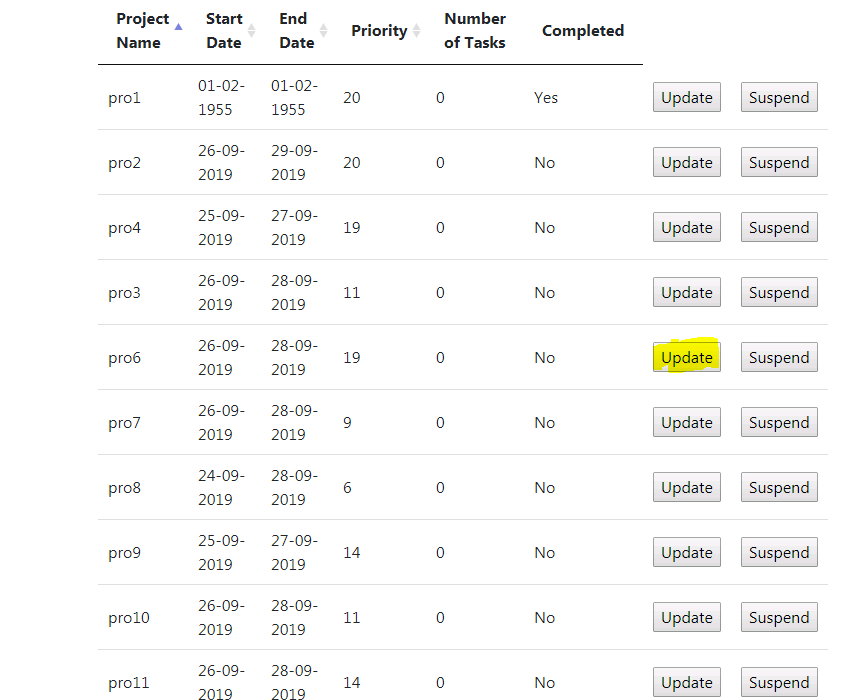 Project Name Start Date End Date Priority Number of Tasks Completed
pro1 01-02-1955 01-02-1955 20 0 Yes Update Suspend
pro2 26-09-2019 29-09-2019 20 0 No Update Suspend
pro4 25-09-2019 27-09-2019 19 0 No Update Suspend
pro3 26-09-2019 28-09-2019 11 0 No Update Suspend
pro6 26-09-2019 28-09-2019 19 0 No Update Suspend
pro7 26-09-2019 28-09-2019 9 0 No Update Suspend
pro8 24-09-2019 28-09-2019 6 0 No Update Suspend
pro9 25-09-2019 27-09-2019 14 0 No Update Suspend
pro10 26-09-2019 28-09-2019 11 0 No Update Suspend
pro11 26-09-2019 28-09-2019 14 0 No Update Suspend